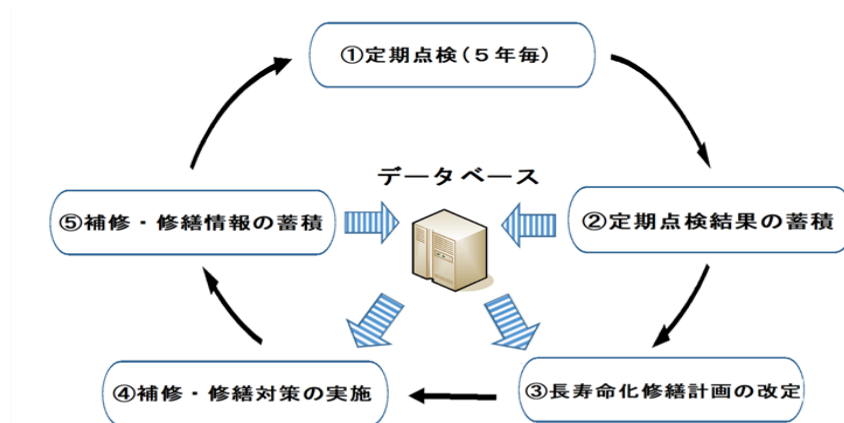 ①定期点検(5年毎)
データベース
⑤補修・修繕情報の蓄積
②定期点検結果の蓄積
④補修・修繕対策の実施
③長寿命化修繕計画の改定